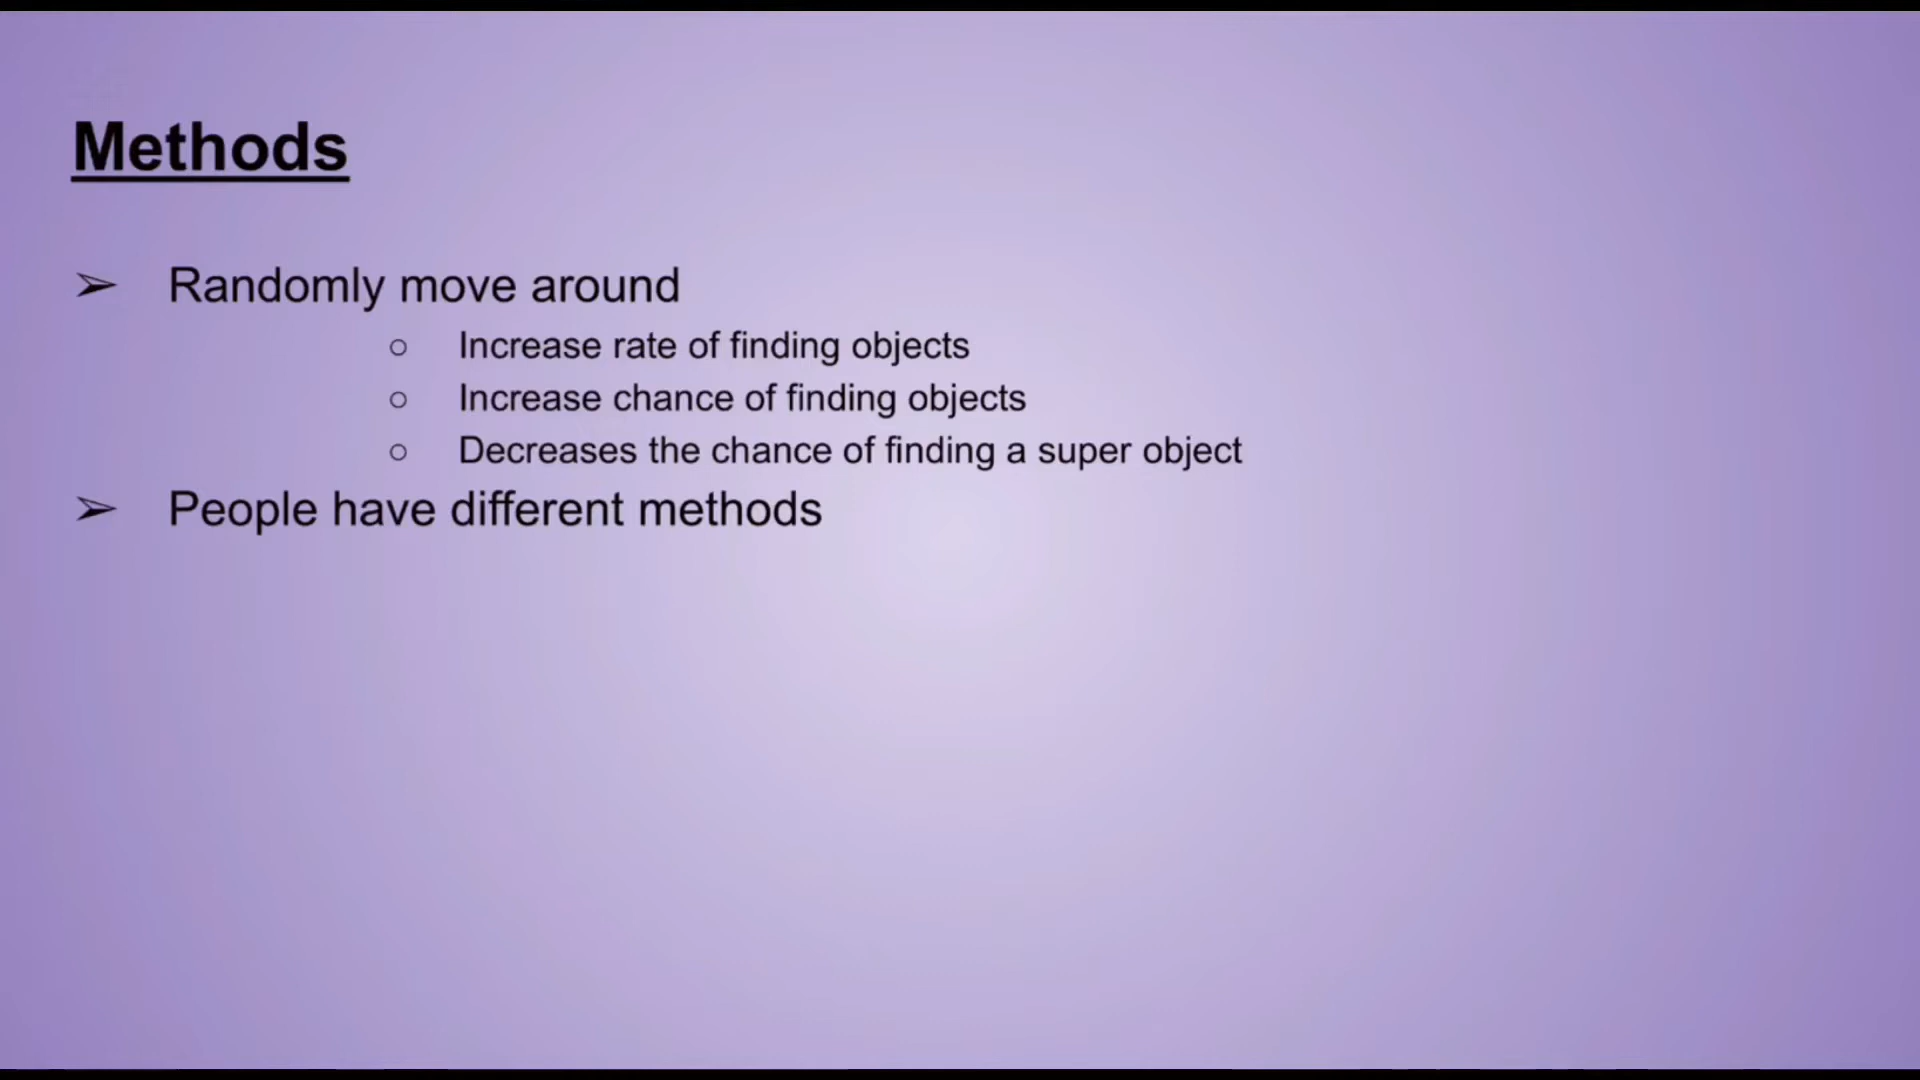 Methods
➢ Randomly move around
○ Increase rate of finding objects
○ Increase chance of finding objects
○ Decreases the chance of finding a super object
➢ People have different methods